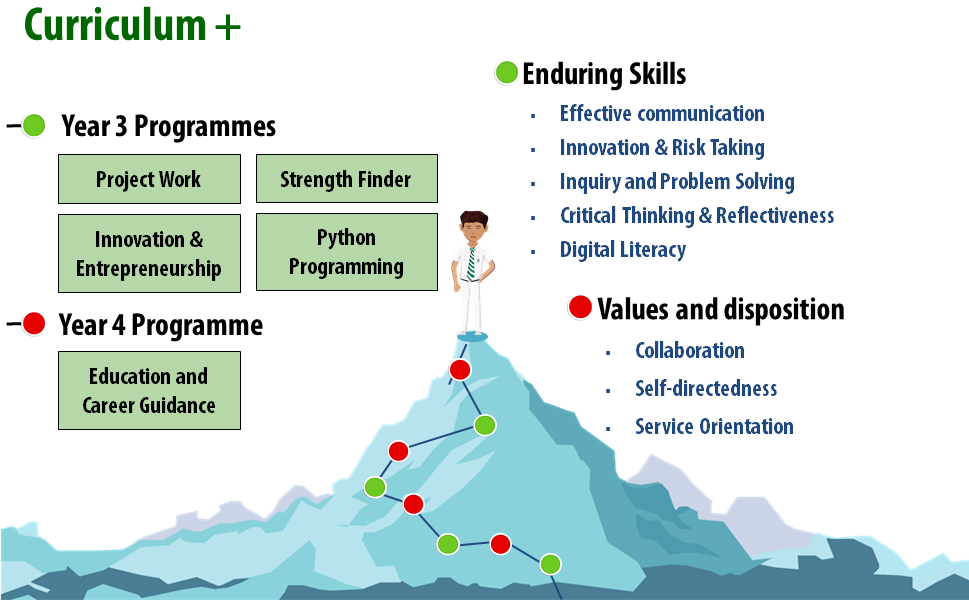 Curriculum +
Year 3 Programmes
Project Work
Strength Finder
Innovation &
Entrepreneurship
Python
Programming
Year 4 Programme
Education and
Career Guidance
Enduring Skills
▪ Effective communication
▪ Innovation & Risk Taking
▪ Inquiry and Problem Solving
▪ Critical Thinking & Reflectiveness
▪ Digital Literacy
Values and disposition
▪ Collaboration
▪ Self-directedness
▪ Service Orientation